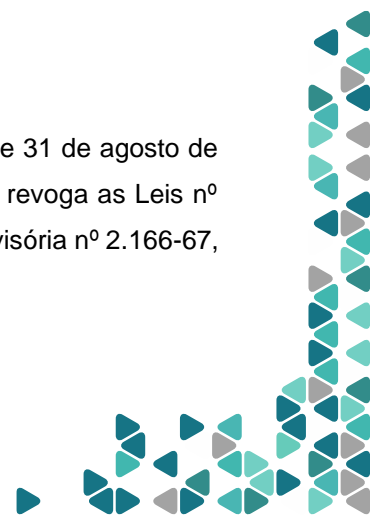 e 31 de agosto de
revoga as Leis nº
visória nº 2.166-67,